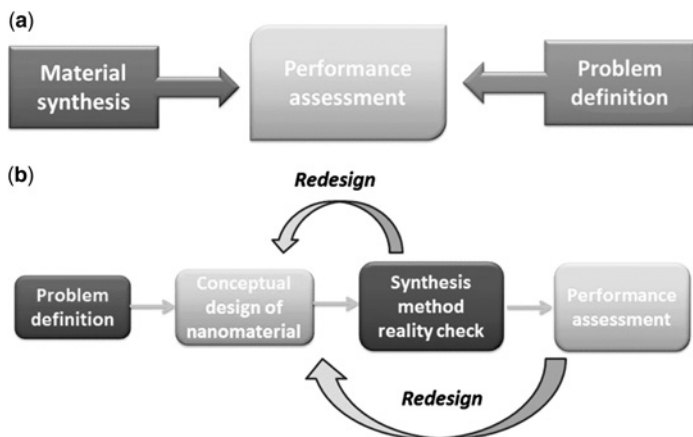 (a)
Material
synthesis
Performance
assessment
Problem
definition
(b)
Redesign
Problem
definition
Conceptual
design of
nanomaterial
Synthesis
method
reality check
Performance
assessment
Redesign